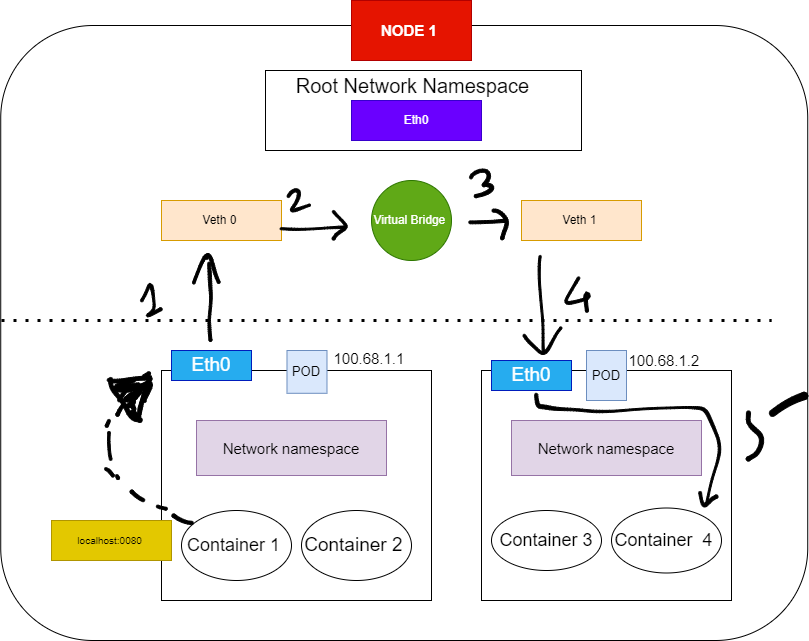 NODE 1
Root Network Namespace
Eth0
Veth 0
2
Virtual Bridge
3
Veth 1
1
4
Eth0
POD
100.68.1.1
Eth0
POD
100.68.1.2
Network namespace
Network namespace
5
localhost:0080
Container 1
Container 2
Container 3
Container 4